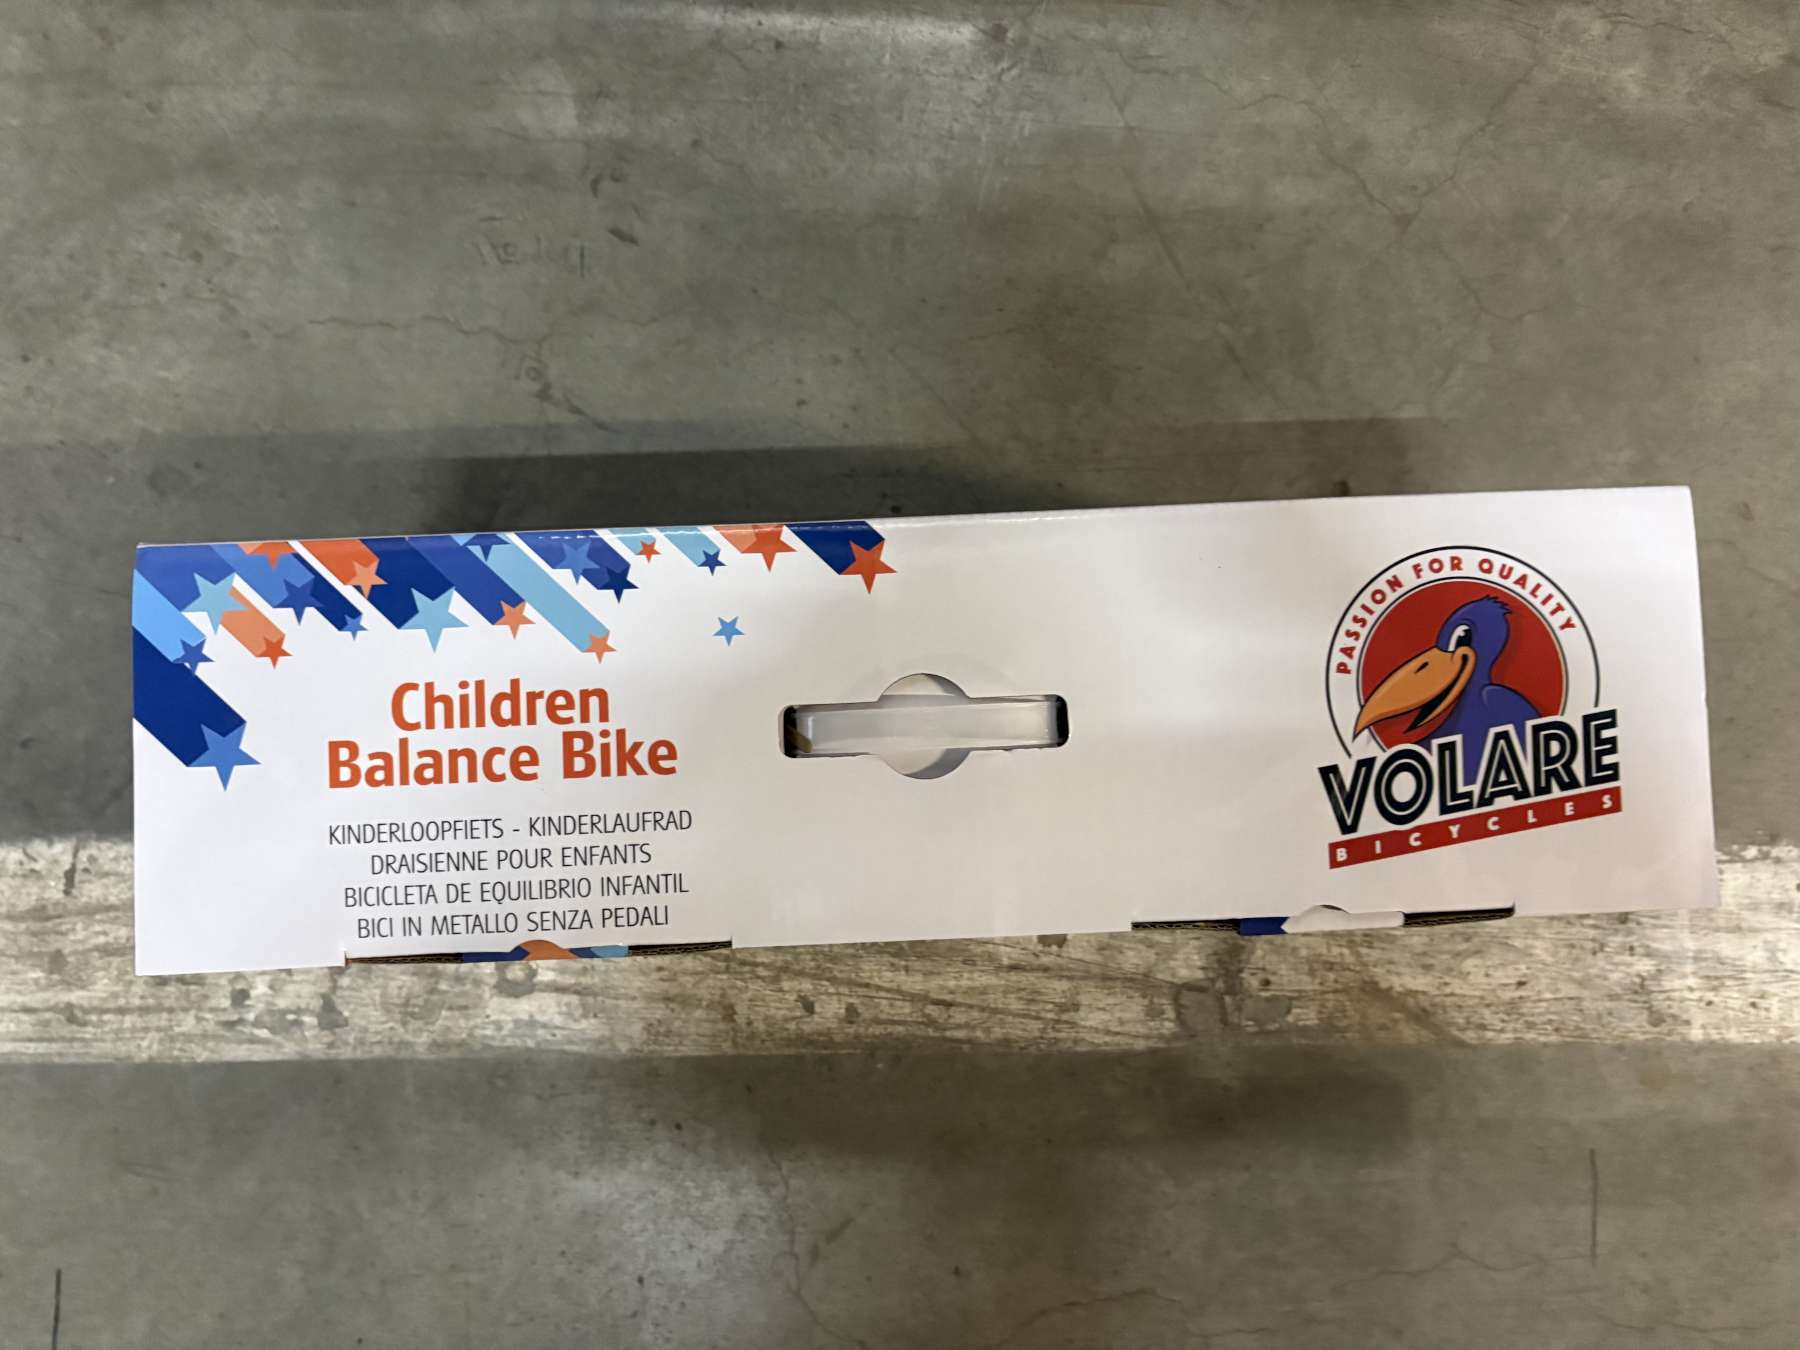 Children
Balance Bike
KINDERLOOPFIETS - KINDERLAUFRAD
DRAISIENNE POUR ENFANTS
BICICLETA DE EQUILIBRIO INFANTIL
BICI IN METALLO SENZA PEDALI
PASSION FOR QUALITY
VOLARE
BICYCLES